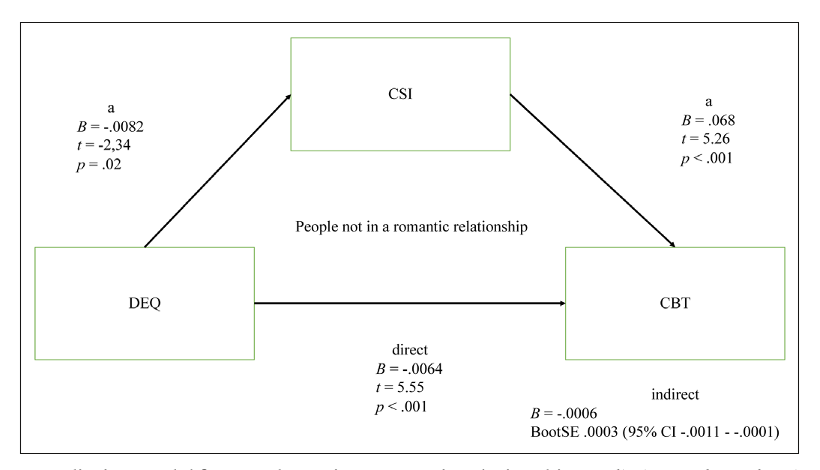 CSI
a
B = -.0082
t = -2,34
p = .02
a
B = .068
t = 5.26
p < .001
People not in a romantic relationship
DEQ
CBT
direct
B = -.0064
t = 5.55
p < .001
indirect
B = -.0006
BootSE .0003 (95% CI -.0011 - -.0001)